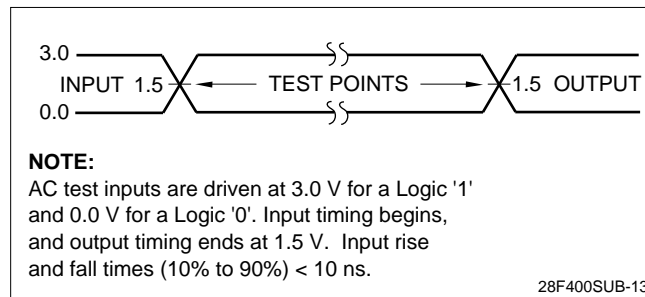 3.0
INPUT 1.5 TEST POINTS 1.5 OUTPUT
0.0
NOTE:
AC test inputs are driven at 3.0 V for a Logic '1'
and 0.0 V for a Logic '0'. Input timing begins,
and output timing ends at 1.5 V. Input rise
and fall times (10% to 90%) < 10 ns.
28F400SUB-13